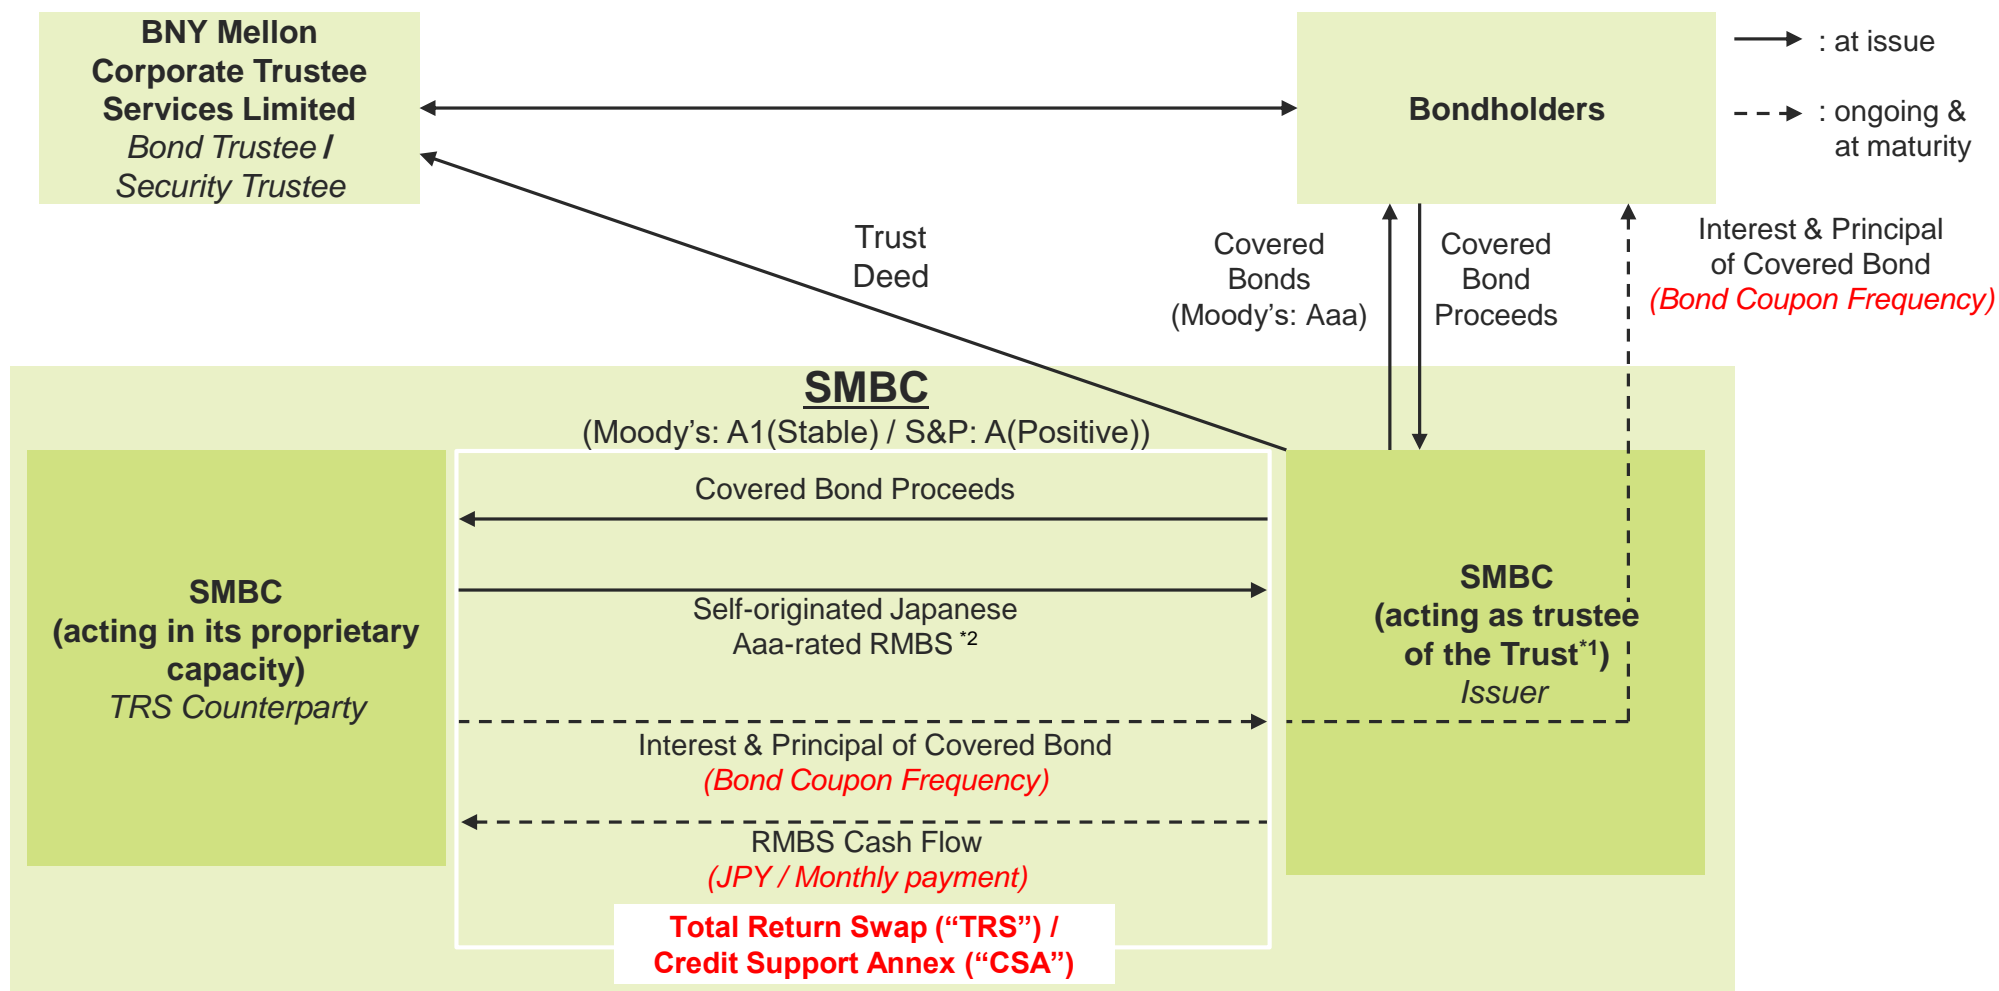 BNY Mellon
Corporate Trustee
Services Limited
Bond Trustee /
Security Trustee
Bondholders
: at issue
: ongoing &
at maturity
Trust
Deed
Covered
Bonds
(Moody’s: Aaa)
Covered
Bond
Proceeds
Interest & Principal
of Covered Bond
(Bond Coupon Frequency)
SMBC
(Moody’s: A1(Stable) / S&P: A(Positive))
SMBC
(acting in its proprietary
capacity)
TRS Counterparty
Covered Bond Proceeds
Self-originated Japanese
Aaa-rated RMBS *2
Interest & Principal of Covered Bond
(Bond Coupon Frequency)
RMBS Cash Flow
(JPY / Monthly payment)
Total Return Swap (“TRS”) /
Credit Support Annex (“CSA”)
SMBC
(acting as trustee
of the Trust*1)
Issuer